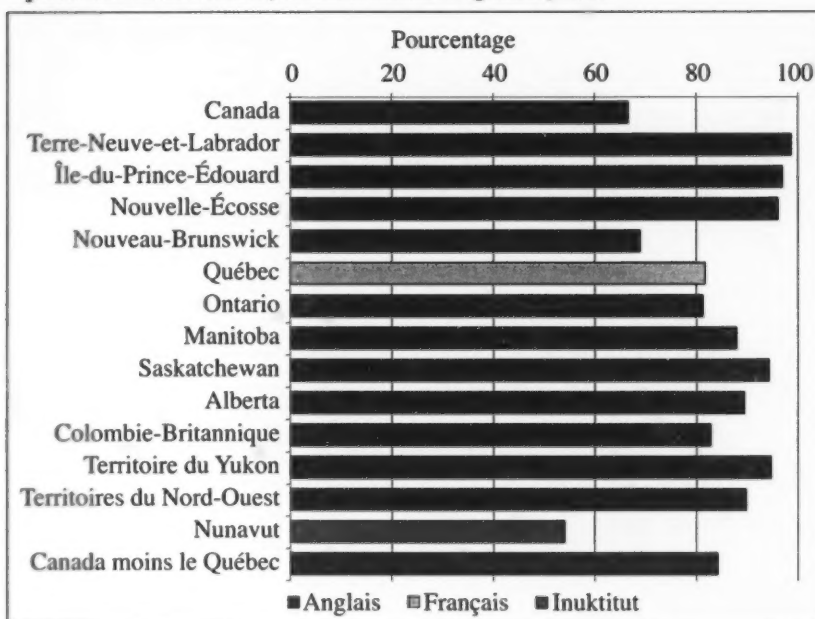 Pourcentage
0 20 40 60 80 100
Canada
Terre-Neuve-et-Labrador
Île-du-Prince-Édouard
Nouvelle-Écosse
Nouveau-Brunswick
Québec
Ontario
Manitoba
Saskatchewan
Alberta
Colombie-Britannique
Territoire du Yukon
Territoires du Nord-Ouest
Nunavut
Canada moins le Québec
Anglais Français Inuktitut